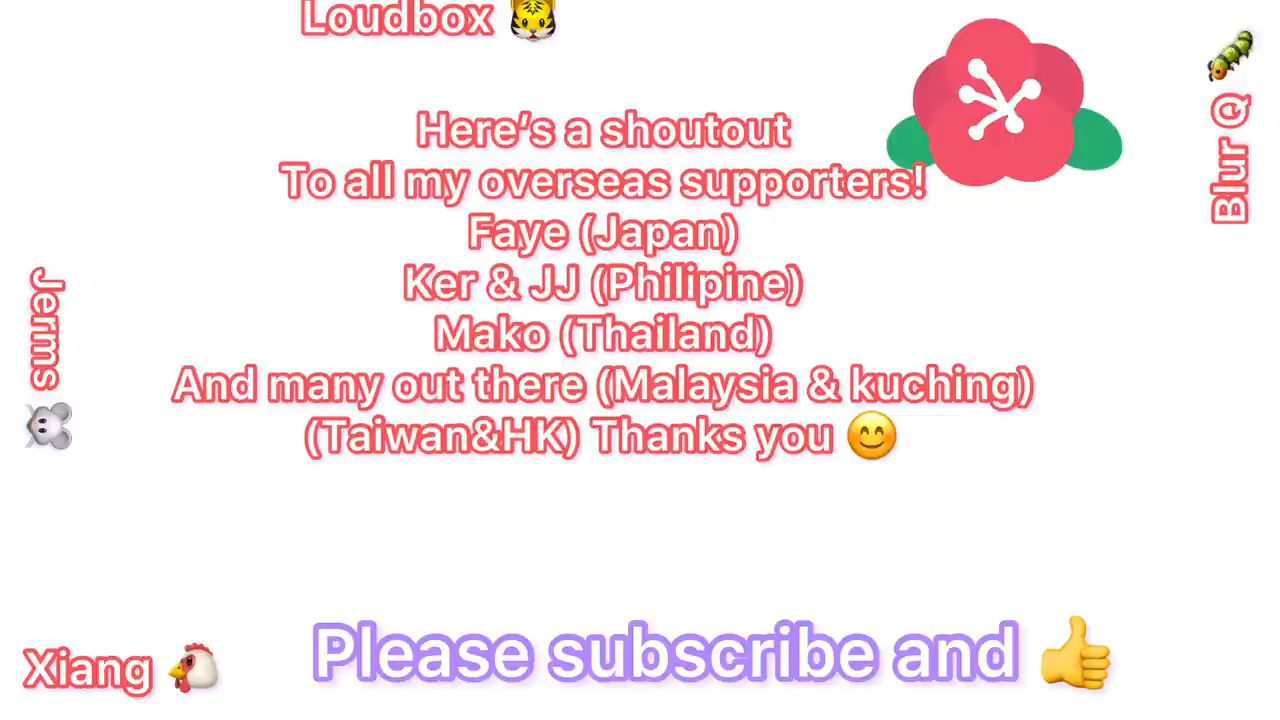 Loudbox 🐯
Blur Q 🐛
Here's a shoutout
To all my overseas supporters!
Faye (Japan)
Ker & JJ (Philipine)
Mako (Thailand)
And many out there (Malaysia & kuching)
(Taiwan&HK) Thanks you 😊
Jerms 🐭
Xiang 🐔
Please subscribe and 👍